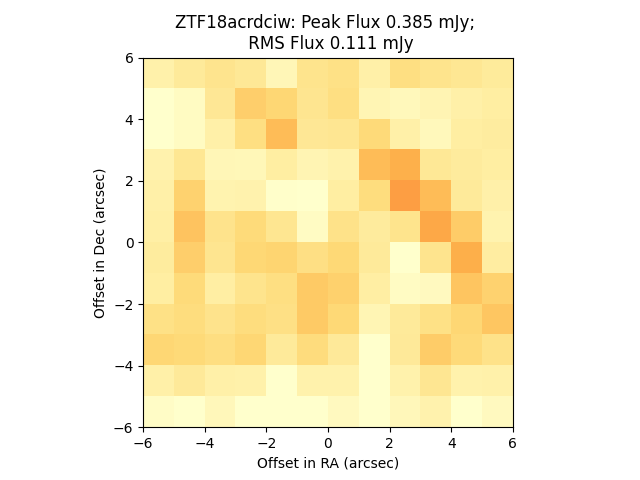 ZTF18acrdciw: Peak Flux 0.385 mJy;
RMS Flux 0.111 mJy
6
4
2
0
−2
−4
−6
Offset in Dec (arcsec)
−6 −4 −2 0 2 4 6
Offset in RA (arcsec)